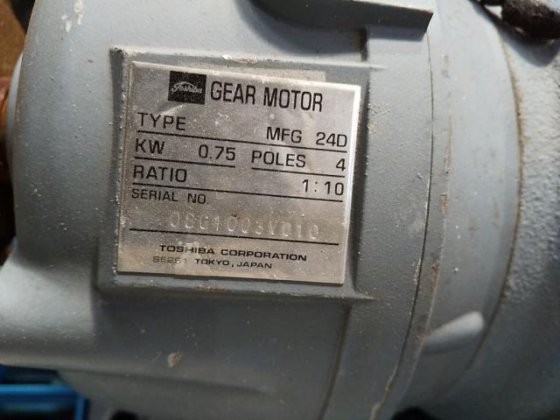 Toshiba GEAR MOTOR
TYPE MFG 24D
KW 0.75 POLES 4
RATIO 1:10
SERIAL NO.
TOSHIBA CORPORATION
TOKYO, JAPAN